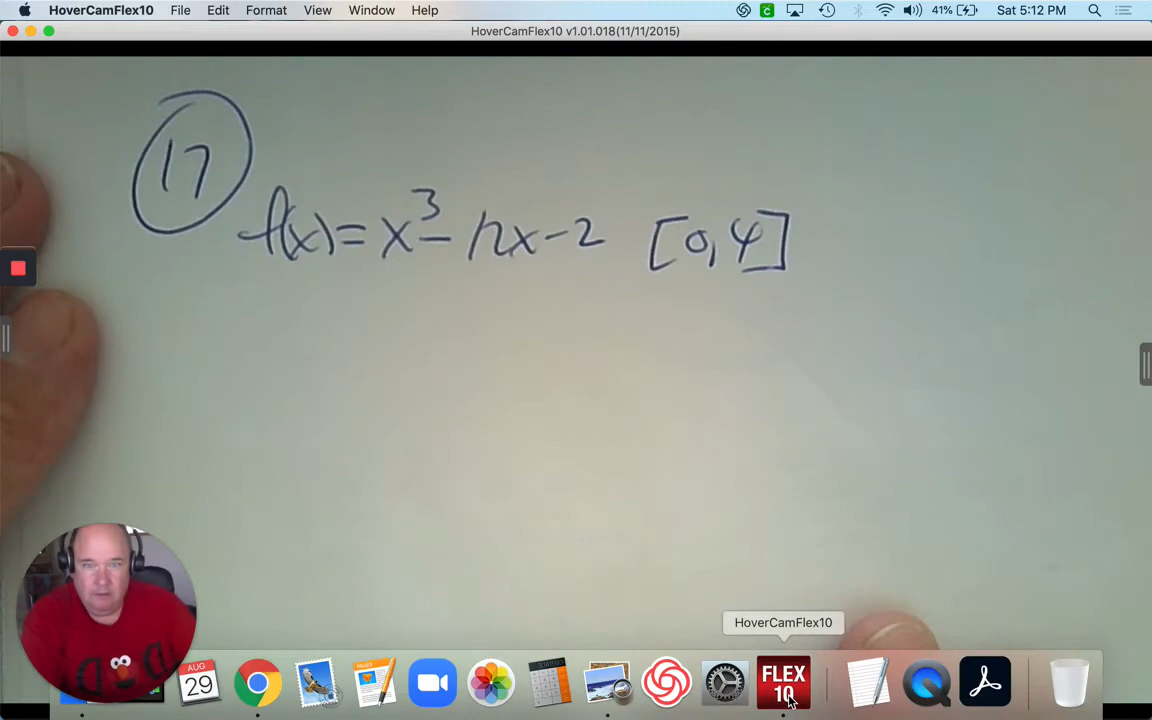 HoverCamFlex10 File Edit Format View Window Help 41% Sat 5:12 PM
HoverCamFlex10 v1.01.018(11/11/2015)
17
f(x)= x³- 12x-2 [0,4]
HoverCamFlex10
AUG
29
FLEX
10